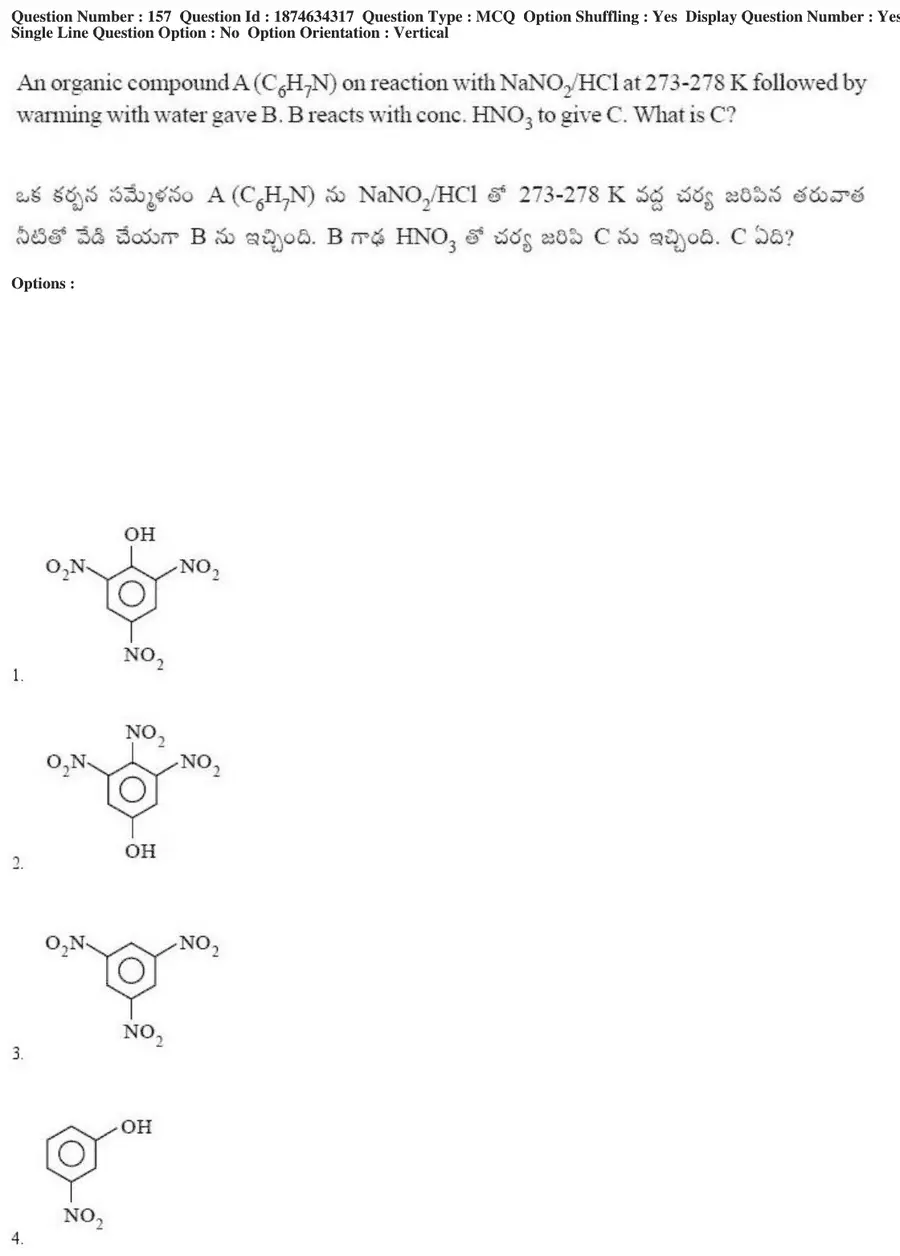 Question Number : 157 Question Id : 1874634317 Question Type : MCQ Option Shuffling : Yes Display Question Number : Yes
Single Line Question Option : No Option Orientation : Vertical
An organic compound A (C₆H₇N) on reaction with NaNO₂/HCl at 273-278 K followed by
warming with water gave B. B reacts with conc. HNO₃ to give C. What is C?
ఒక కర్బన సమ్మేళనం A (C₆H₇N) ను NaNO₂/HCl తో 273-278 K వద్ద చర్య జరిపిన తరువాత
నీటితో వేడి చేయగా B ను ఇచ్చింది. B గాఢ HNO₃ తో చర్య జరిపి C ను ఇచ్చింది. C ఏది?
Options :
OH
O₂N NO₂
NO₂
1.
NO₂
O₂N NO₂
OH
2.
O₂N NO₂
NO₂
3.
OH
NO₂
4.